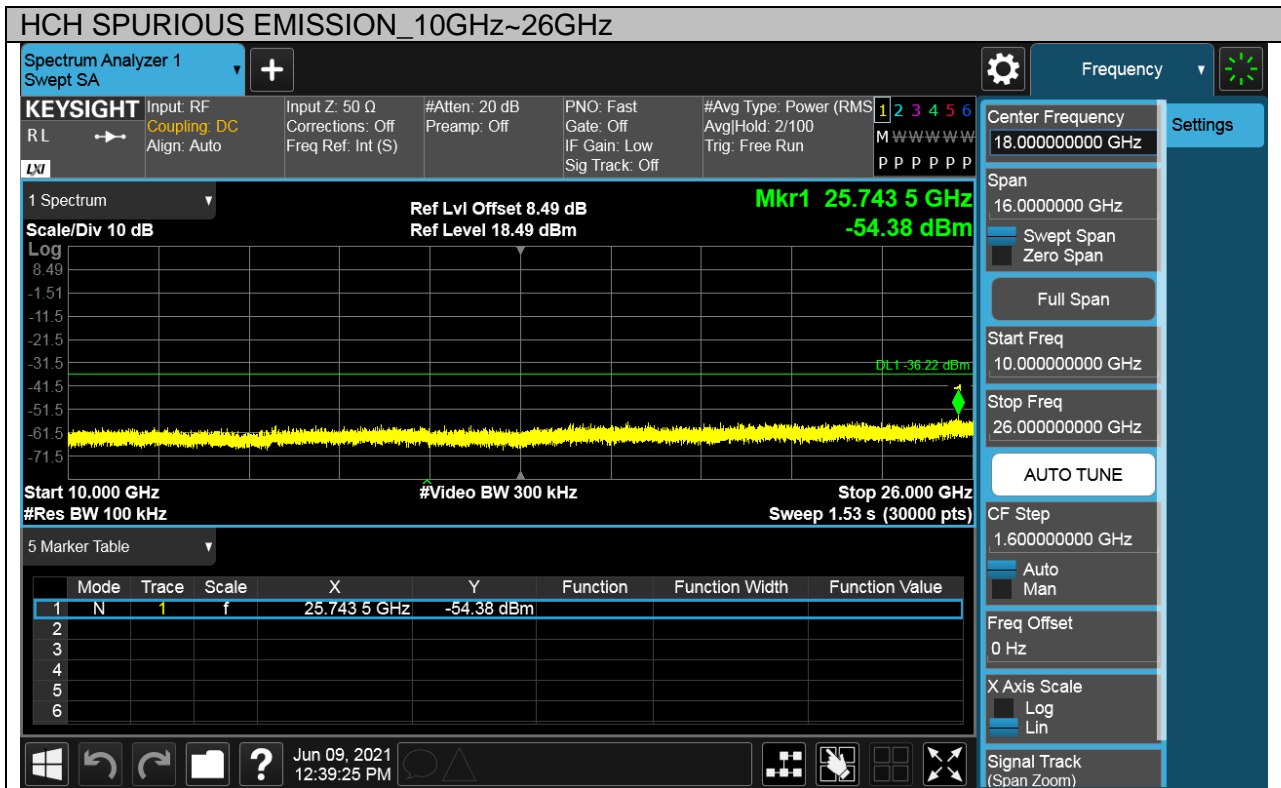 HCH SPURIOUS EMISSION_10GHz~26GHz
Spectrum Analyzer 1
Swept SA
Frequency
KEYSIGHT
RL
LXI
Input: RF
Coupling: DC
Align: Auto
Input Z: 50 Ω
Corrections: Off
Freq Ref: Int (S)
#Atten: 20 dB
Preamp: Off
PNO: Fast
Gate: Off
IF Gain: Low
Sig Track: Off
#Avg Type: Power (RMS
Avg|Hold: 2/100
Trig: Free Run
1 2 3 4 5 6
M W W W W W
P P P P P P
1 Spectrum
Scale/Div 10 dB
Ref Lvl Offset 8.49 dB
Ref Level 18.49 dBm
Mkr1 25.743 5 GHz
-54.38 dBm
Log
8.49
-1.51
-11.5
-21.5
-31.5
-41.5
-51.5
-61.5
-71.5
DL1 -36.22 dBm
1
Start 10.000 GHz
#Video BW 300 kHz
Stop 26.000 GHz
#Res BW 100 kHz
Sweep 1.53 s (30000 pts)
5 Marker Table
Mode Trace Scale X Y Function Function Width Function Value
1 N 1 f 25.743 5 GHz -54.38 dBm
2
3
4
5
6
Jun 09, 2021
12:39:25 PM
Center Frequency
18.000000000 GHz
Settings
Span
16.0000000 GHz
Swept Span
Zero Span
Full Span
Start Freq
10.000000000 GHz
Stop Freq
26.000000000 GHz
AUTO TUNE
CF Step
1.600000000 GHz
Auto
Man
Freq Offset
0 Hz
X Axis Scale
Log
Lin
Signal Track
(Span Zoom)